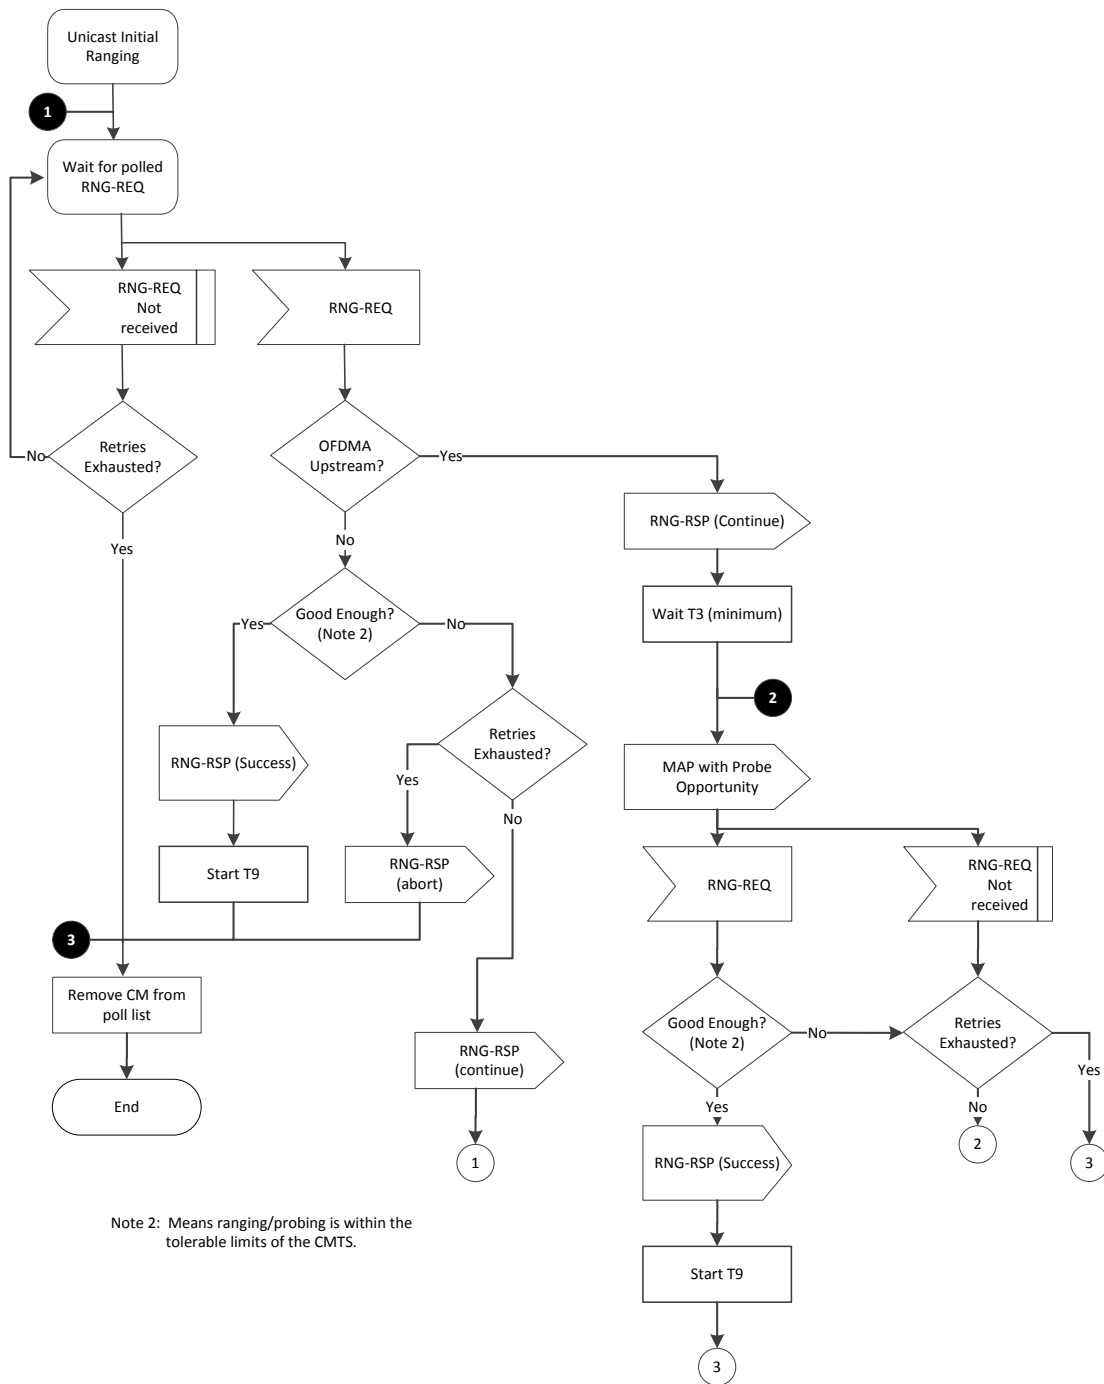 Unicast Initial
Ranging
1
Wait for polled
RNG-REQ
RNG-REQ
Not
received
RNG-REQ
Retries
Exhausted?
No
Yes
OFDMA
Upstream?
Yes
No
RNG-RSP (Continue)
Wait T3 (minimum)
2
Good Enough?
(Note 2)
Yes
No
RNG-RSP (Success)
Start T9
Retries
Exhausted?
Yes
No
RNG-RSP
(abort)
3
Remove CM from
poll list
End
RNG-RSP
(continue)
1
MAP with Probe
Opportunity
RNG-REQ
RNG-REQ
Not
received
Good Enough?
(Note 2)
No
Yes
Retries
Exhausted?
Yes
No
2
3
RNG-RSP (Success)
Start T9
3
Note 2: Means ranging/probing is within the
tolerable limits of the CMTS.